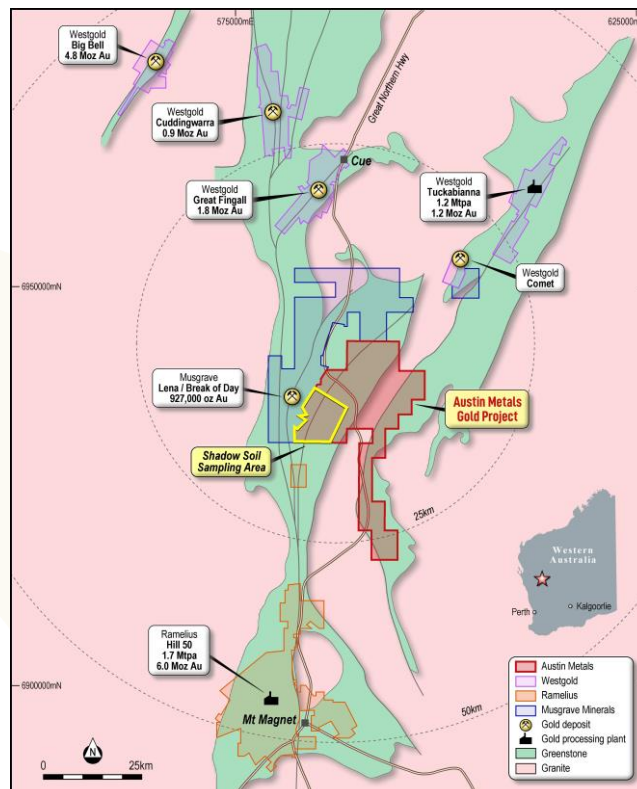 575000mE
625000mE
Westgold
Big Bell
4.8 Moz Au
Great Northern Hwy
Westgold
Cuddingwarra
0.9 Moz Au
Cue
Westgold
Great Fingall
1.8 Moz Au
Westgold
Tuckabianna
1.2 Mtpa
1.2 Moz Au
Westgold
Comet
6950000mN
Musgrave
Lena / Break of Day
927,000 oz Au
Austin Metals
Gold Project
Shadow Soil
Sampling Area
25km
Western
Australia
Perth
Kalgoorlie
Ramelius
Hill 50
1.7 Mtpa
6.0 Moz Au
6900000mN
Mt Magnet
50km
N
0
25km
Austin Metals
Westgold
Ramelius
Musgrave Minerals
Gold deposit
Gold processing plant
Greenstone
Granite